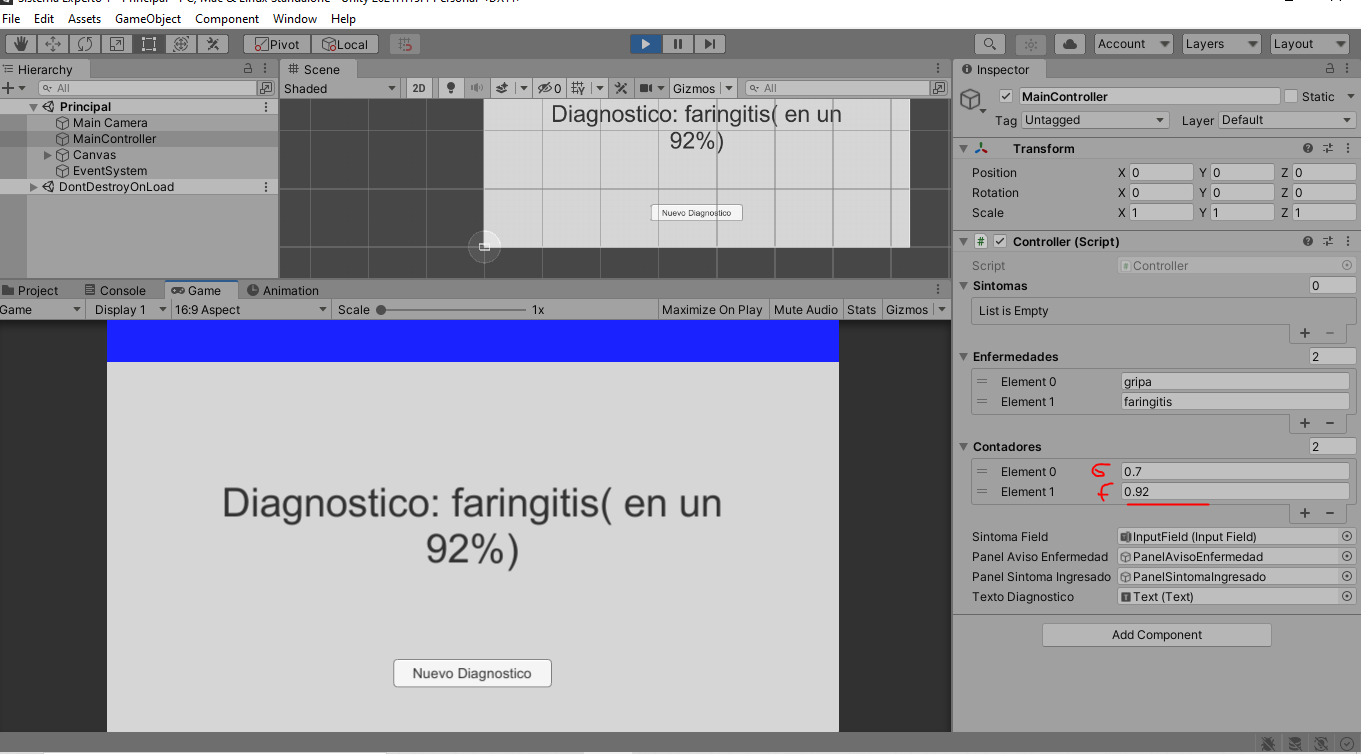 File Edit Assets GameObject Component Window Help
Pivot Local Account Layers Layout
Hierarchy
All
Principal
Main Camera
MainController
Canvas
EventSystem
DontDestroyOnLoad
Scene
Shaded 2D 0 Gizmos All
Diagnostico: faringitis( en un
92%)
Nuevo Diagnostico
Project Console Game Animation
Game Display 1 16:9 Aspect Scale 1x Maximize On Play Mute Audio Stats Gizmos
Diagnostico: faringitis( en un
92%)
Nuevo Diagnostico
Inspector
MainController Static
Tag Untagged Layer Default
Transform
Position X 0 Y 0 Z 0
Rotation X 0 Y 0 Z 0
Scale X 1 Y 1 Z 1
# Controller (Script)
Script # Controller
Sintomas 0
List is Empty
+ −
Enfermedades 2
= Element 0 gripa
= Element 1 faringitis
+ −
Contadores 2
= Element 0 G 0.7
= Element 1 f 0.92
+ −
Sintoma Field InputField (Input Field)
Panel Aviso Enfermedad PanelAvisoEnfermedad
Panel Sintoma Ingresado PanelSintomaIngresado
Texto Diagnostico Text (Text)
Add Component